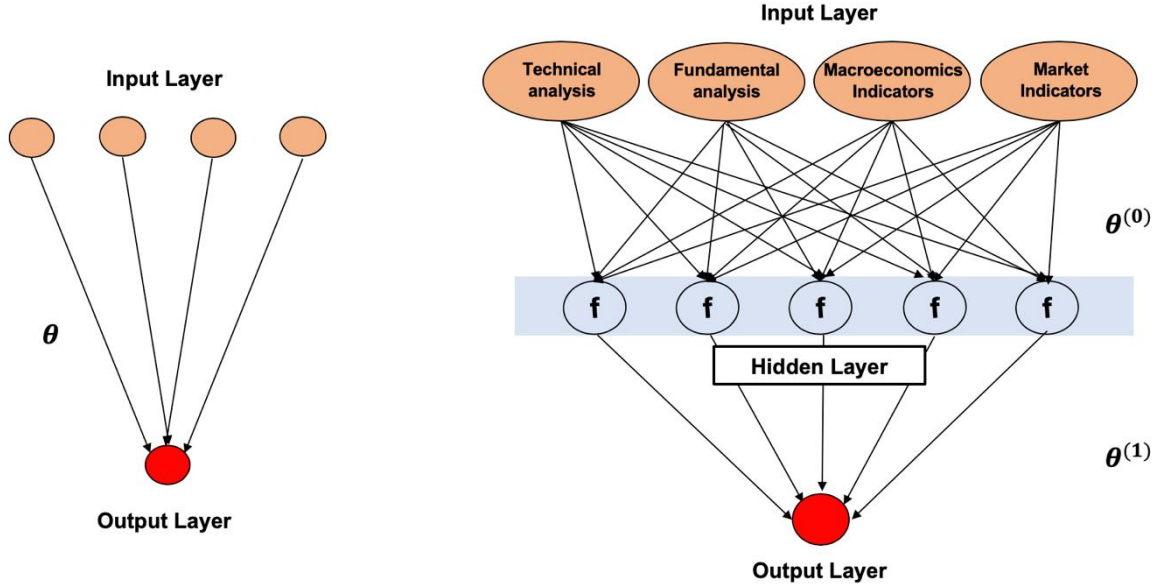 Input Layer
θ
Output Layer
Input Layer
Technical
analysis
Fundamental
analysis
Macroeconomics
Indicators
Market
Indicators
θ⁽⁰⁾
f f f f f
Hidden Layer
θ⁽¹⁾
Output Layer